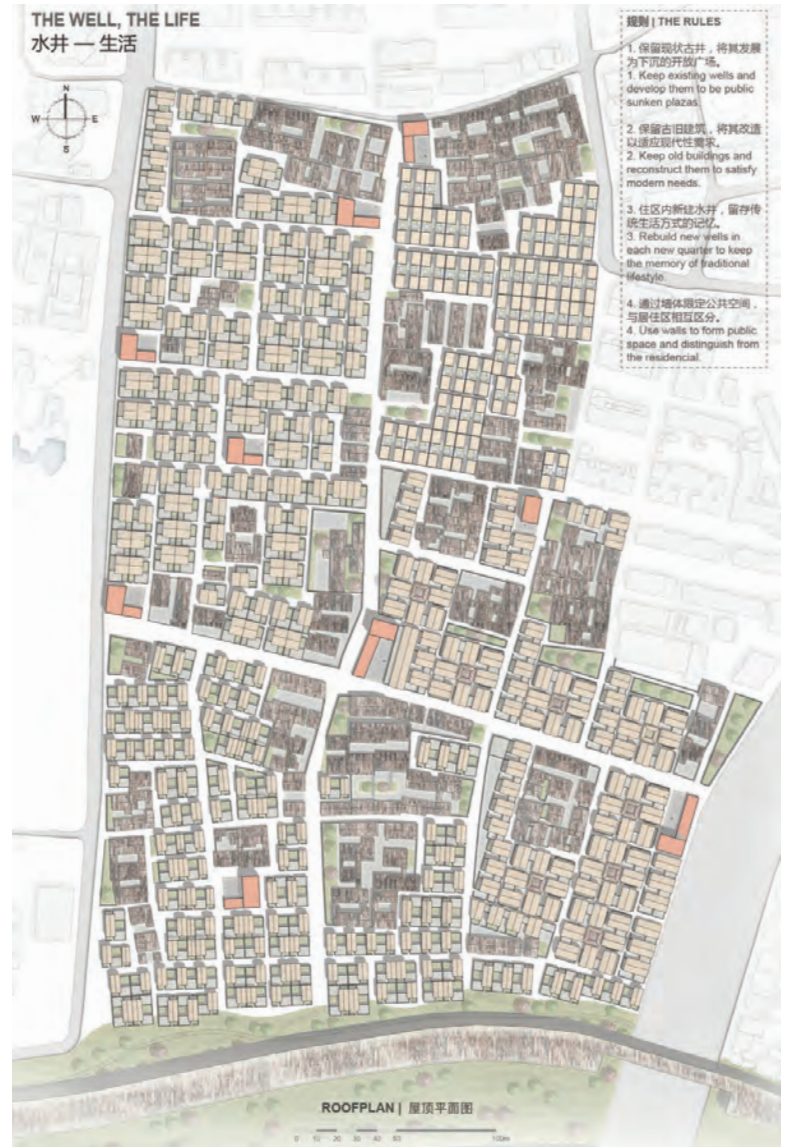 THE WELL, THE LIFE
水井 — 生活
N
W
E
S
规则 | THE RULES
1. 保留现状古井，将其发展
为下沉的开放广场。
1. Keep existing wells and
develop them to be public
sunken plazas.
2. 保留古旧建筑，将其改造
以适应现代性需求。
2. Keep old buildings and
reconstruct them to satisfy
modern needs.
3. 住区内新建水井，留存传
统生活方式的记忆。
3. Rebuild new wells in
each new quarter to keep
the memory of traditional
lifestyle.
4. 通过墙体限定公共空间，
与居住区相互区分。
4. Use walls to form public
space and distinguish from
the residencial.
ROOFPLAN | 屋顶平面图
0 10 20 30 40 50 100m